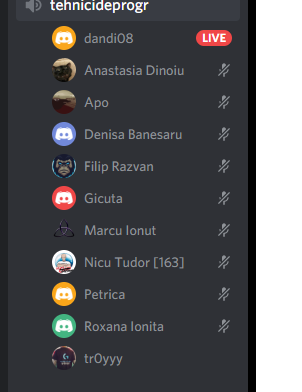 tehnicideprogr
dandi08 LIVE
Anastasia Dinoiu
Apo
Denisa Banesaru
Filip Razvan
Gicuta
Marcu Ionut
Nicu Tudor [163]
Petrica
Roxana Ionita
tr0yyy